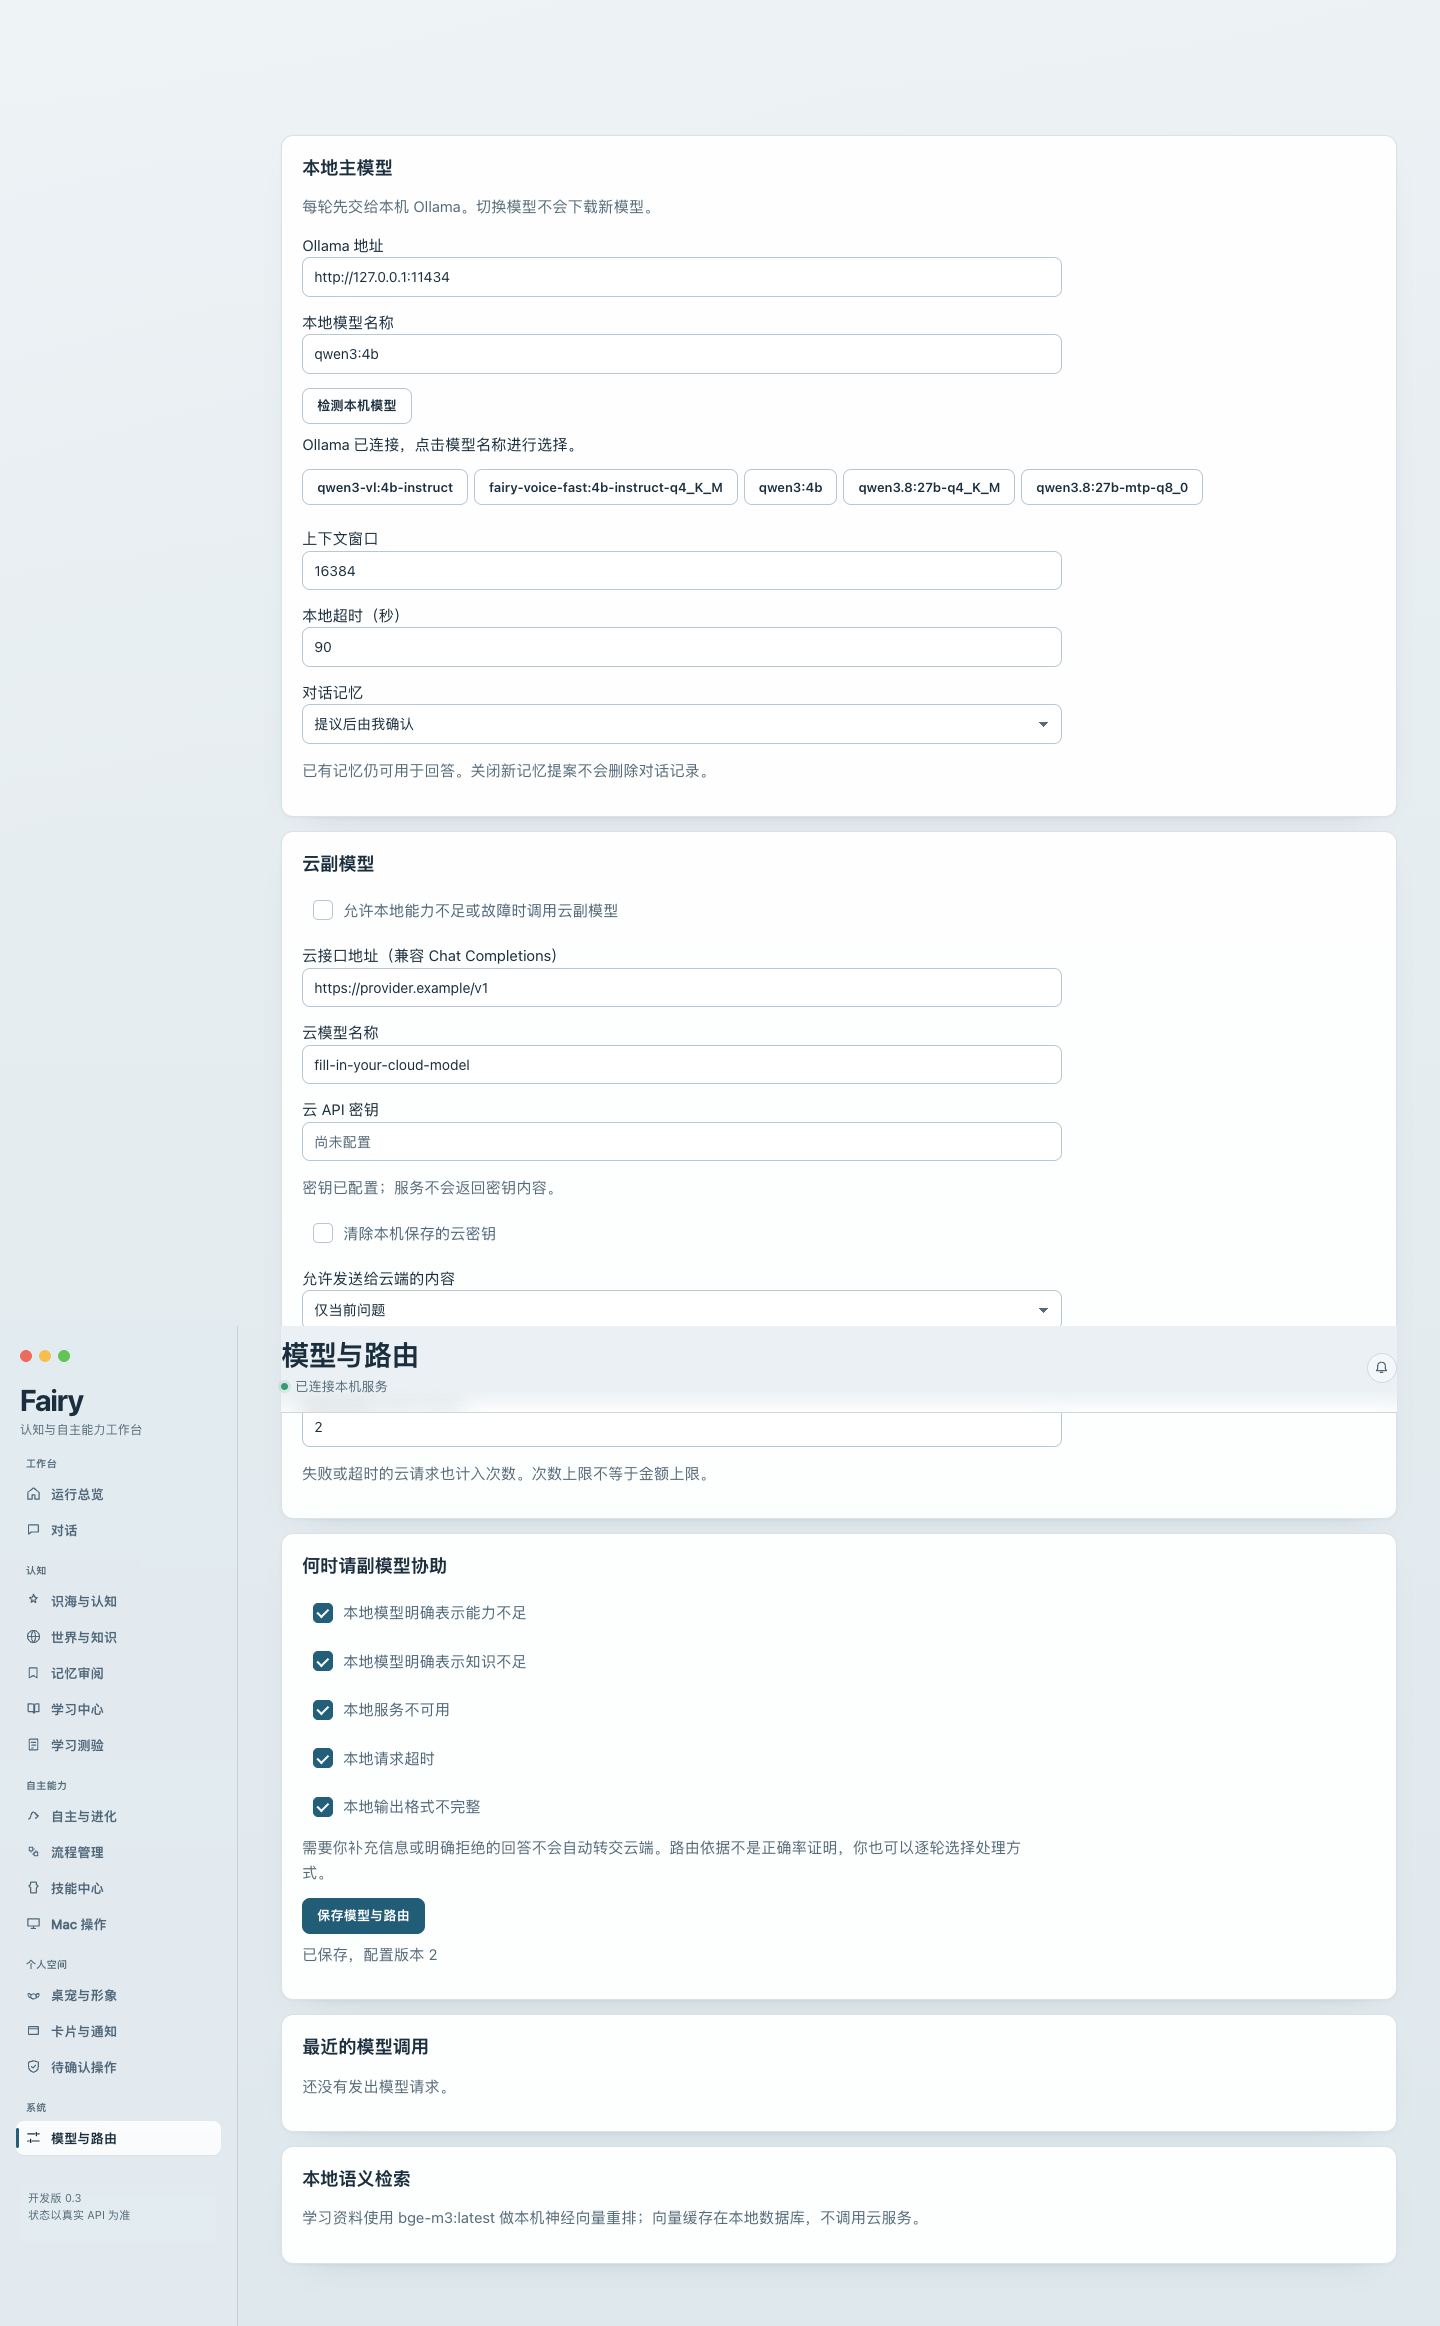 本地主模型
每轮先交给本机 Ollama。切换模型不会下载新模型。
Ollama 地址
http://127.0.0.1:11434
本地模型名称
qwen3:4b
检测本机模型
Ollama 已连接，点击模型名称进行选择。
qwen3-vl:4b-instruct
fairy-voice-fast:4b-instruct-q4_K_M
qwen3:4b
qwen3.8:27b-q4_K_M
qwen3.8:27b-mtp-q8_0
上下文窗口
16384
本地超时（秒）
90
对话记忆
提议后由我确认
已有记忆仍可用于回答。关闭新记忆提案不会删除对话记录。
云副模型
允许本地能力不足或故障时调用云副模型
云接口地址（兼容 Chat Completions）
https://provider.example/v1
云模型名称
fill-in-your-cloud-model
云 API 密钥
尚未配置
密钥已配置；服务不会返回密钥内容。
清除本机保存的云密钥
允许发送给云端的内容
仅当前问题
模型与路由
已连接本机服务
2
失败或超时的云请求也计入次数。次数上限不等于金额上限。
何时请副模型协助
本地模型明确表示能力不足
本地模型明确表示知识不足
本地服务不可用
本地请求超时
本地输出格式不完整
需要你补充信息或明确拒绝的回答不会自动转交云端。路由依据不是正确率证明，你也可以逐轮选择处理方
式。
保存模型与路由
已保存，配置版本 2
最近的模型调用
还没有发出模型请求。
本地语义检索
学习资料使用 bge-m3:latest 做本机神经向量重排；向量缓存在本地数据库，不调用云服务。
Fairy
认知与自主能力工作台
工作台
运行总览
对话
认知
识海与认知
世界与知识
记忆审阅
学习中心
学习测验
自主能力
自主与进化
流程管理
技能中心
Mac 操作
个人空间
桌宠与形象
卡片与通知
待确认操作
系统
模型与路由
开发版 0.3
状态以真实 API 为准